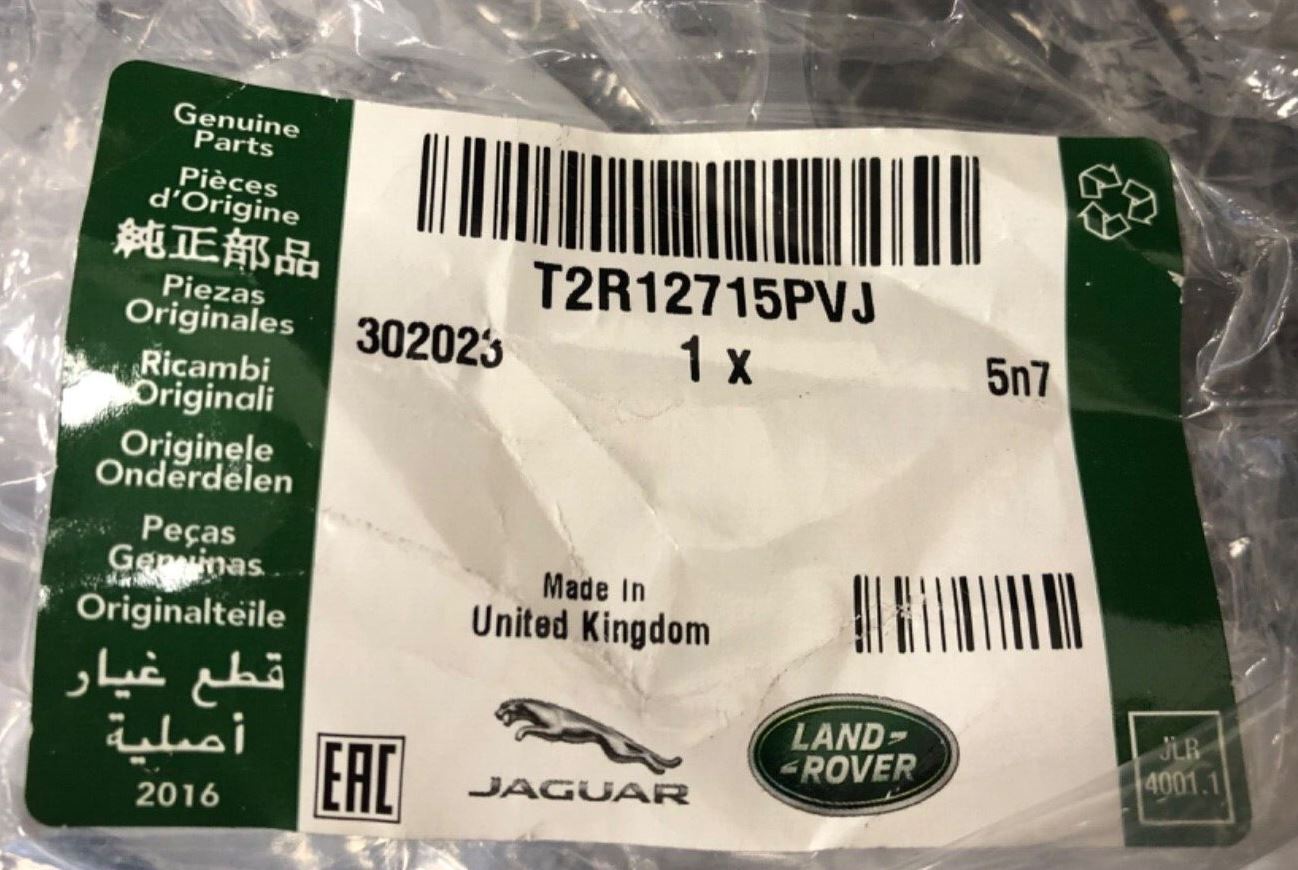 Genuine
Parts
Pièces
d'Origine
純正部品
Piezas
Originales
Ricambi
Originali
Originele
Onderdelen
Peças
Genuinas
Originalteile
قطع غيار
أصلية
2016
T2R12715PVJ
302023
1 x
5n7
Made In
United Kingdom
EAC
JAGUAR
LAND-
-ROVER
JLR
4001.1